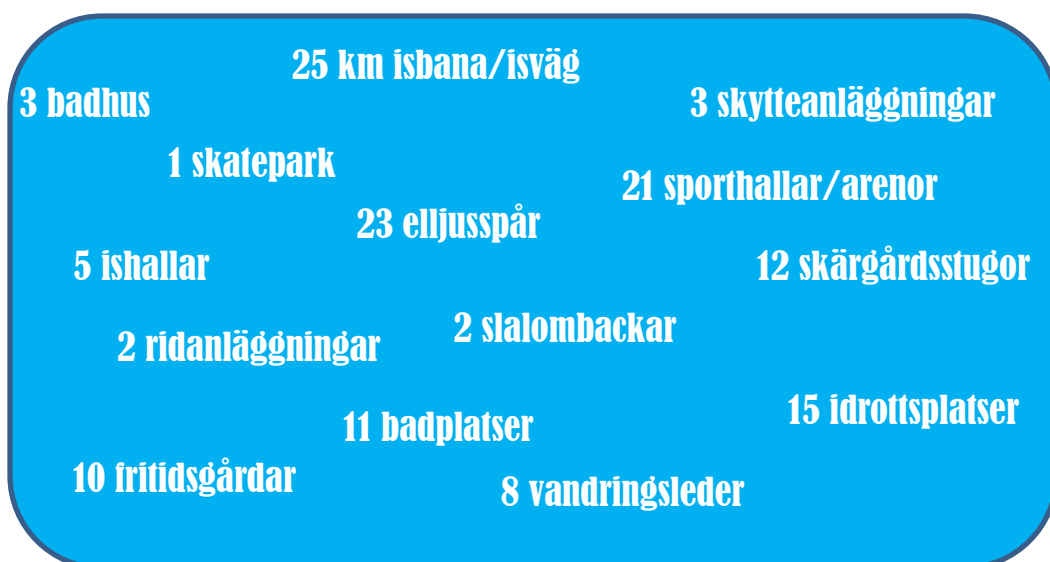 25 km isbana/isväg
3 badhus
3 skytteanläggningar
1 skatepark
21 sporthallar/arenor
23 elljusspår
5 ishallar
12 skärgårdsstugor
2 slalombackar
2 ridanläggningar
15 idrottsplatser
11 badplatser
10 fritidsgårdar
8 vandringsleder